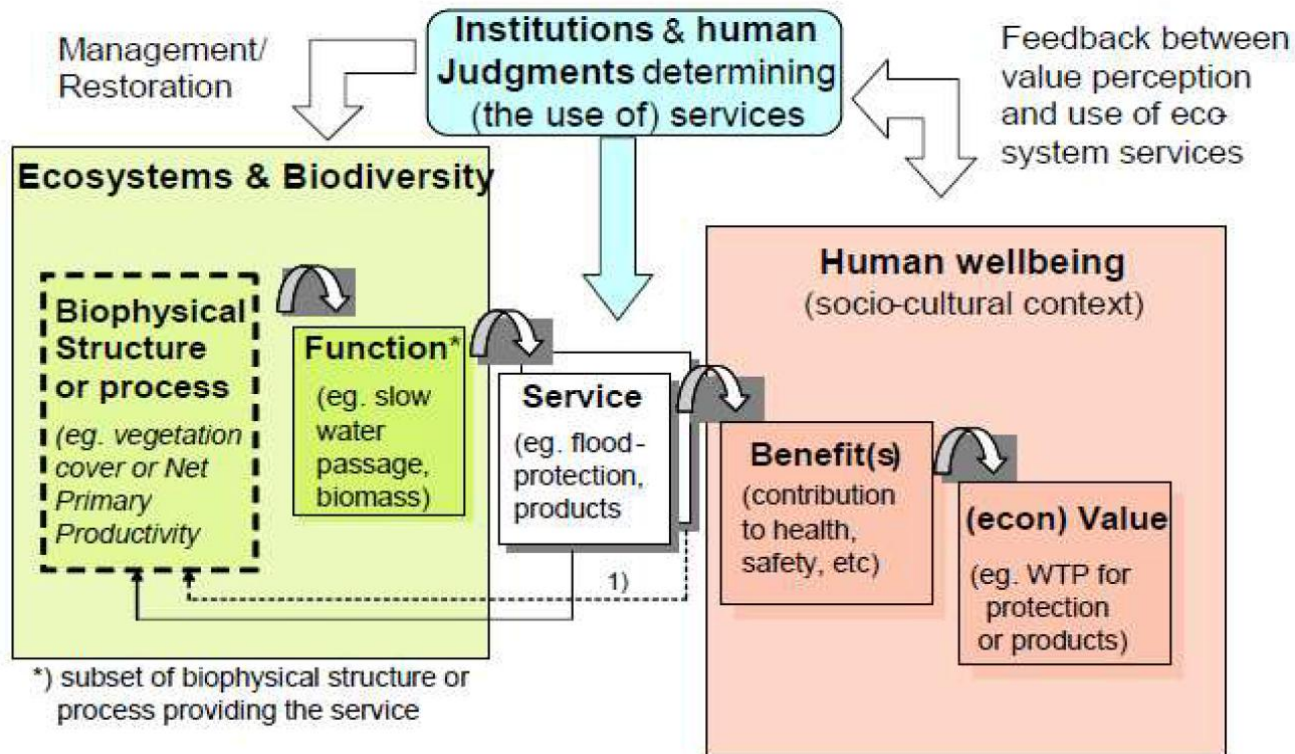 Management/
Restoration
Institutions & human
Judgments determining
(the use of) services
Feedback between
value perception
and use of eco-
system services
Ecosystems & Biodiversity
Biophysical
Structure
or process
(eg. vegetation
cover or Net
Primary
Productivity
Function*
(eg. slow
water
passage,
biomass)
Service
(eg. flood-
protection,
products
Human wellbeing
(socio-cultural context)
Benefit(s)
(contribution
to health,
safety, etc)
(econ) Value
(eg. WTP for
protection
or products)
1)
*) subset of biophysical structure or
process providing the service